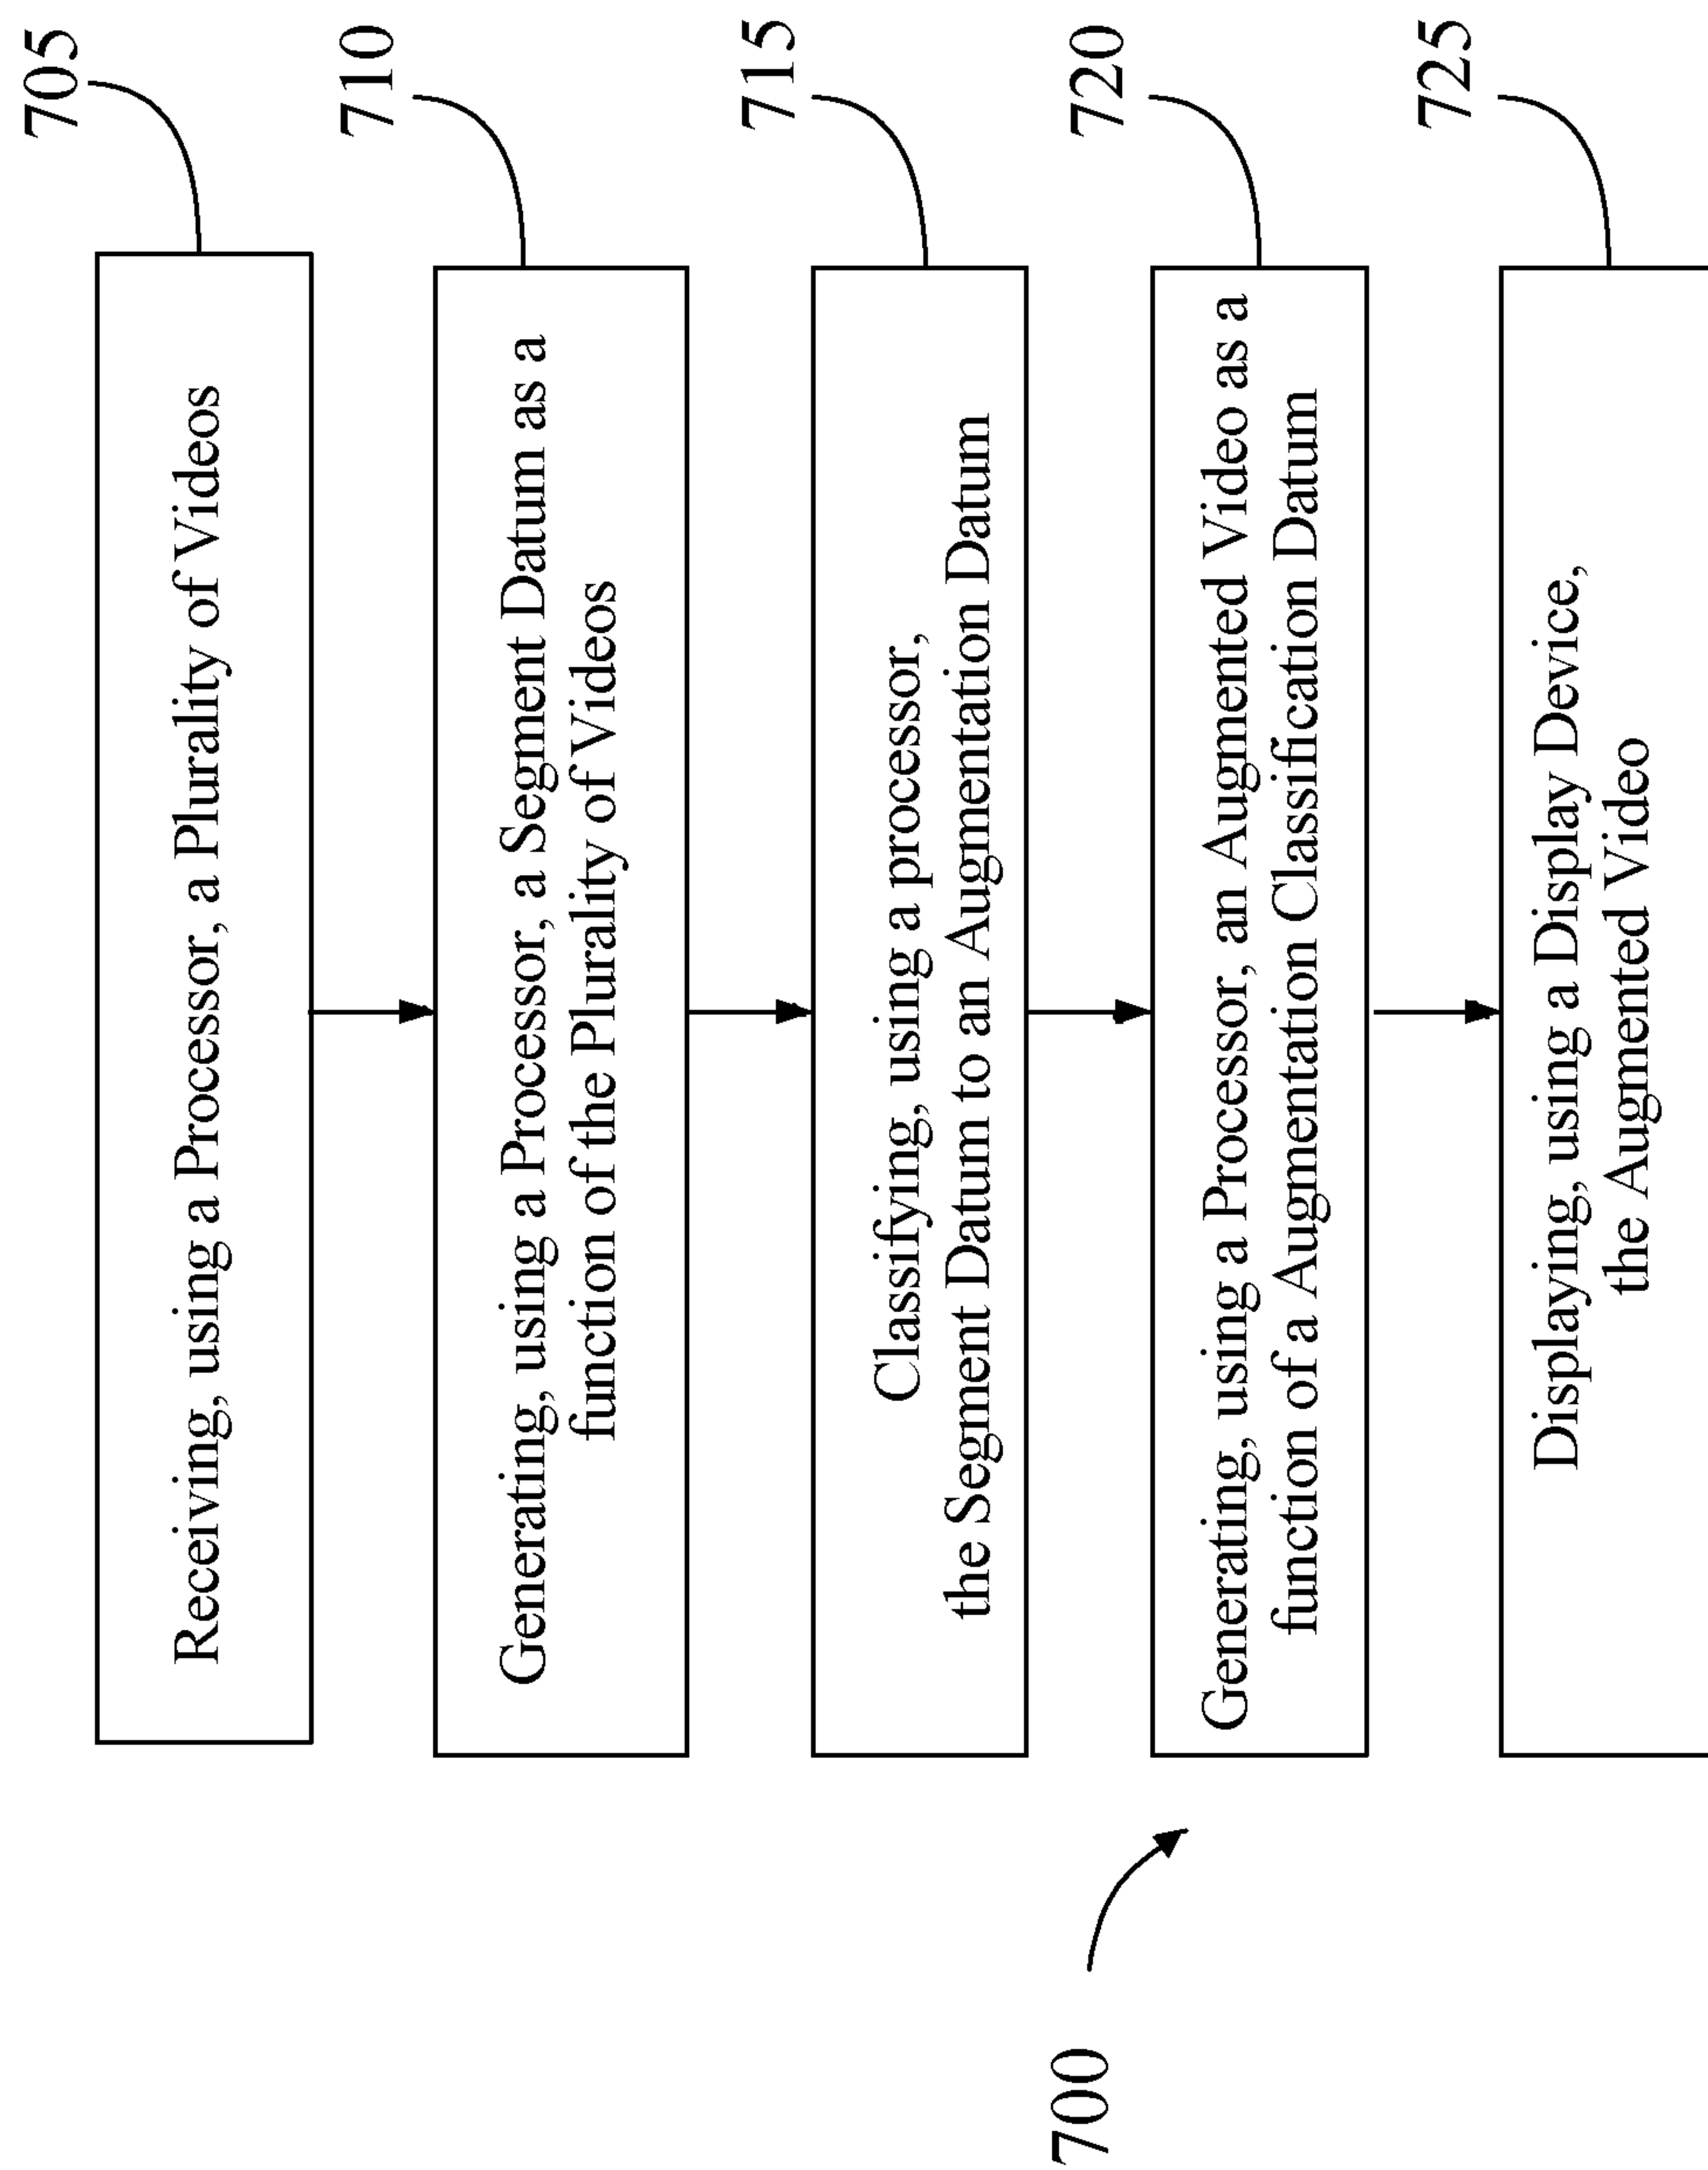 705
Receiving, using a Processor, a Plurality of Videos
710
Generating, using a Processor, a Segment Datum as a
function of the Plurality of Videos
715
Classifying, using a processor,
the Segment Datum to an Augmentation Datum
720
Generating, using a Processor, an Augmented Video as a
function of a Augmentation Classification Datum
725
Displaying, using a Display Device,
the Augmented Video
700